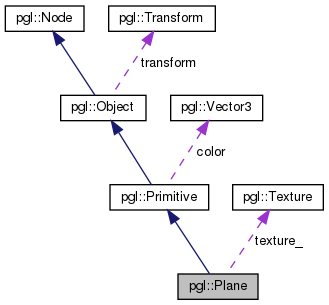 pgl::Node
pgl::Transform
transform
pgl::Object
pgl::Vector3
color
pgl::Primitive
pgl::Texture
texture_
pgl::Plane